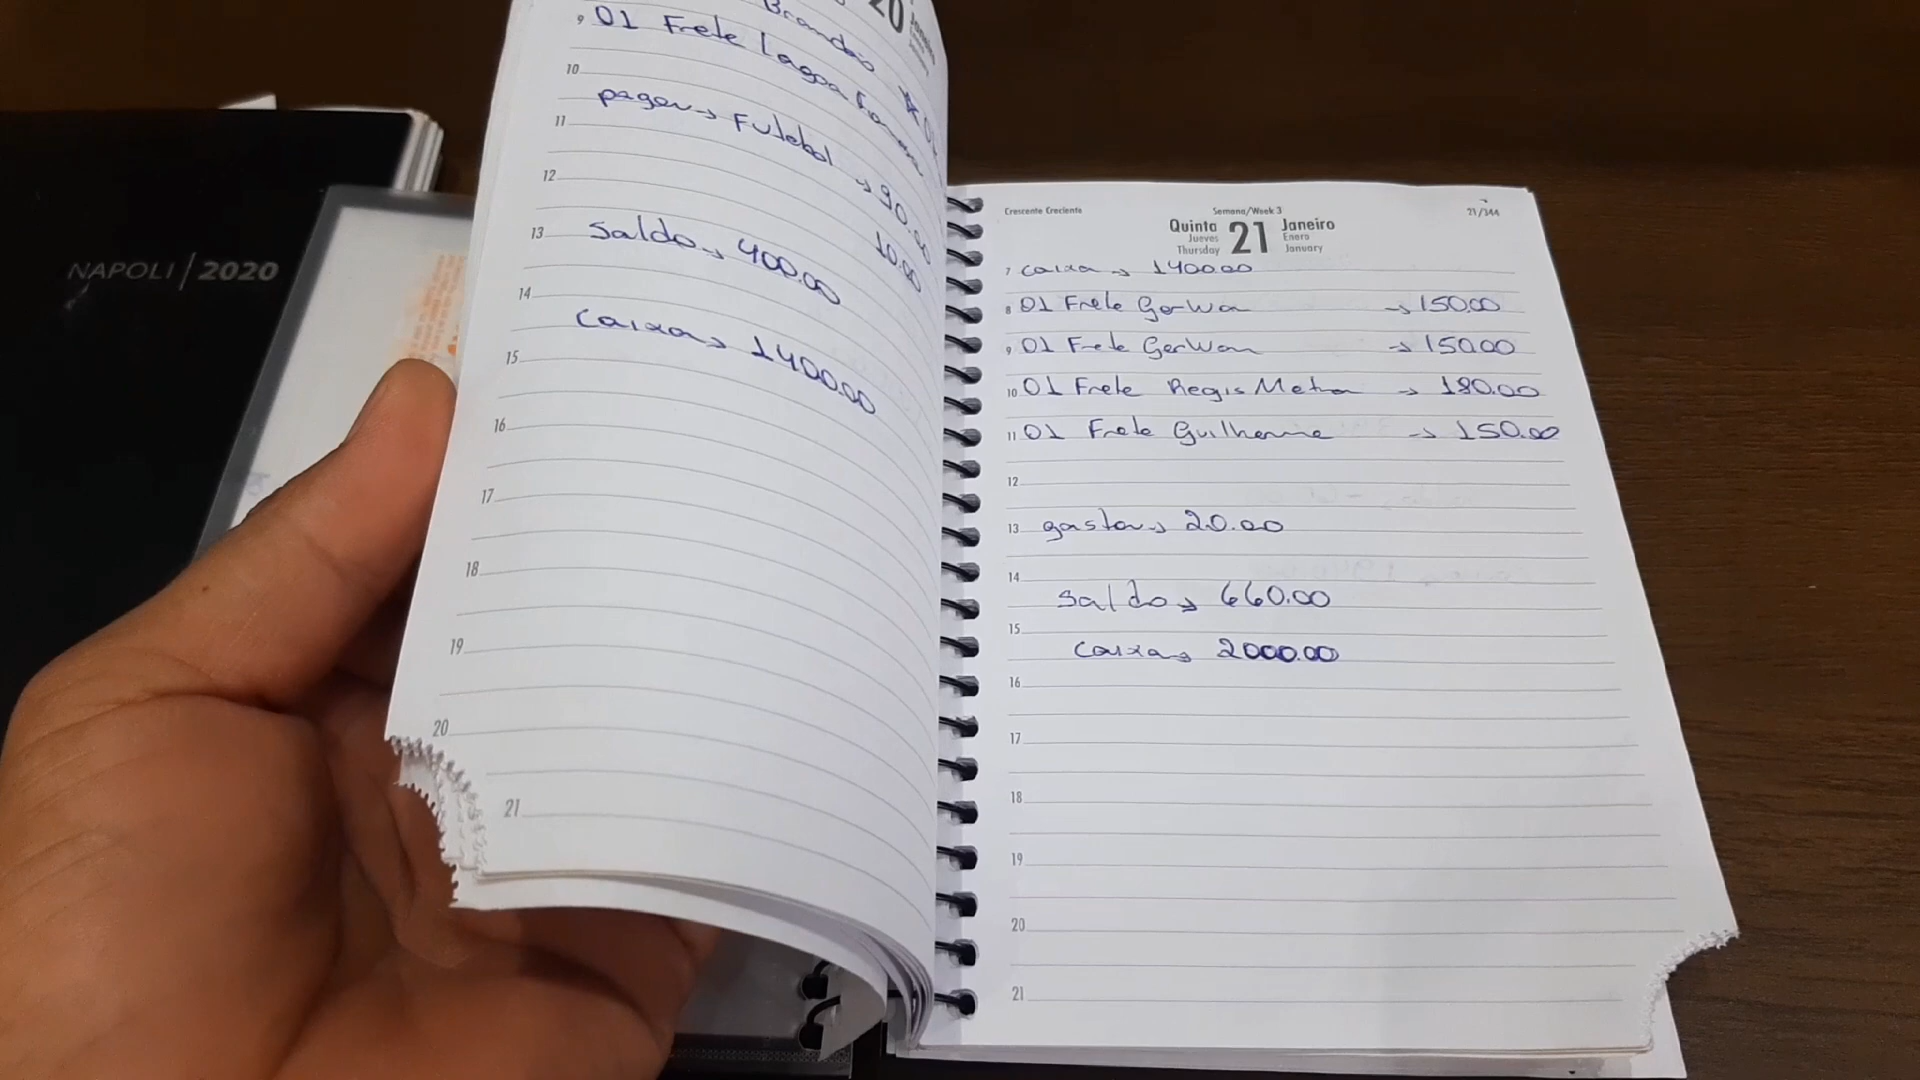 NAPOLI | 2020
Brandão
20
Janeiro
9 01 Frete Lagoa
10
pagou → Futebol → 90.00
11
10.00
12
13 Saldo → 400.00
14
Caixa → 1400.00
15
16
17
18
19
20
21
Crescente Creciente
Semana/Week 3
21/344
Quinta 21 Janeiro
Jueves Enero
Thursday January
7 caixa → 1400.00
8 01 Frete Gerwan → 150.00
9 01 Frete Gerwan → 150.00
10 01 Frete Regis Metra → 180.00
11 01 Frete Guilherme → 150.00
12
13 gasto → 20.00
14
Saldo → 660.00
15
Caixa → 2000.00
16
17
18
19
20
21